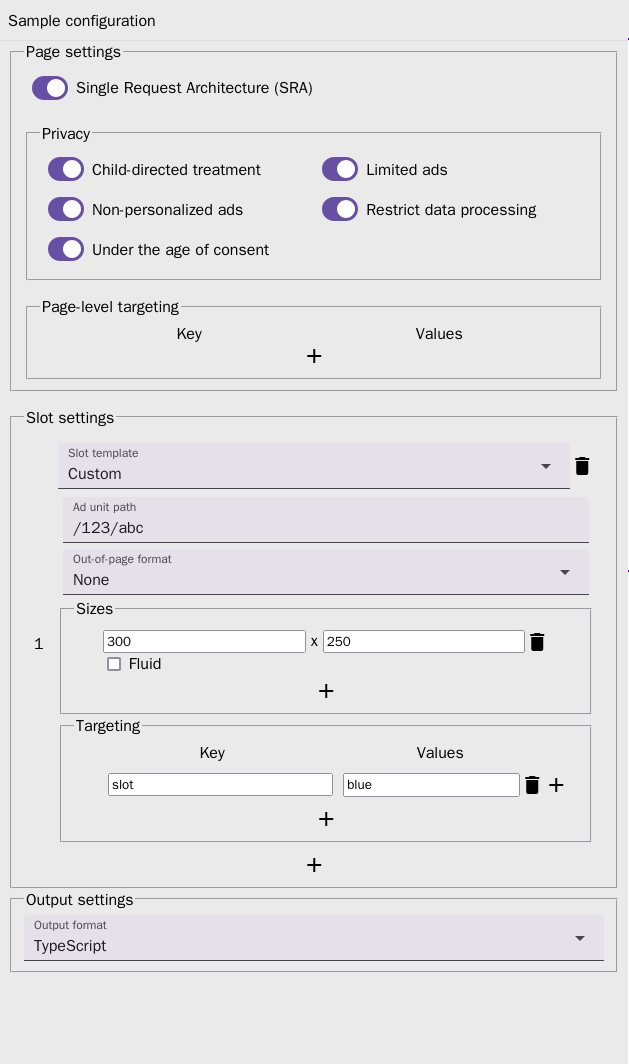 Sample configuration
Page settings
Single Request Architecture (SRA)
Privacy
Child-directed treatment
Limited ads
Non-personalized ads
Restrict data processing
Under the age of consent
Page-level targeting
Key
Values
+
Slot settings
Slot template
Custom
Ad unit path
/123/abc
Out-of-page format
None
1
Sizes
300 x 250
Fluid
+
Targeting
Key
Values
slot
blue
+
+
+
Output settings
Output format
TypeScript